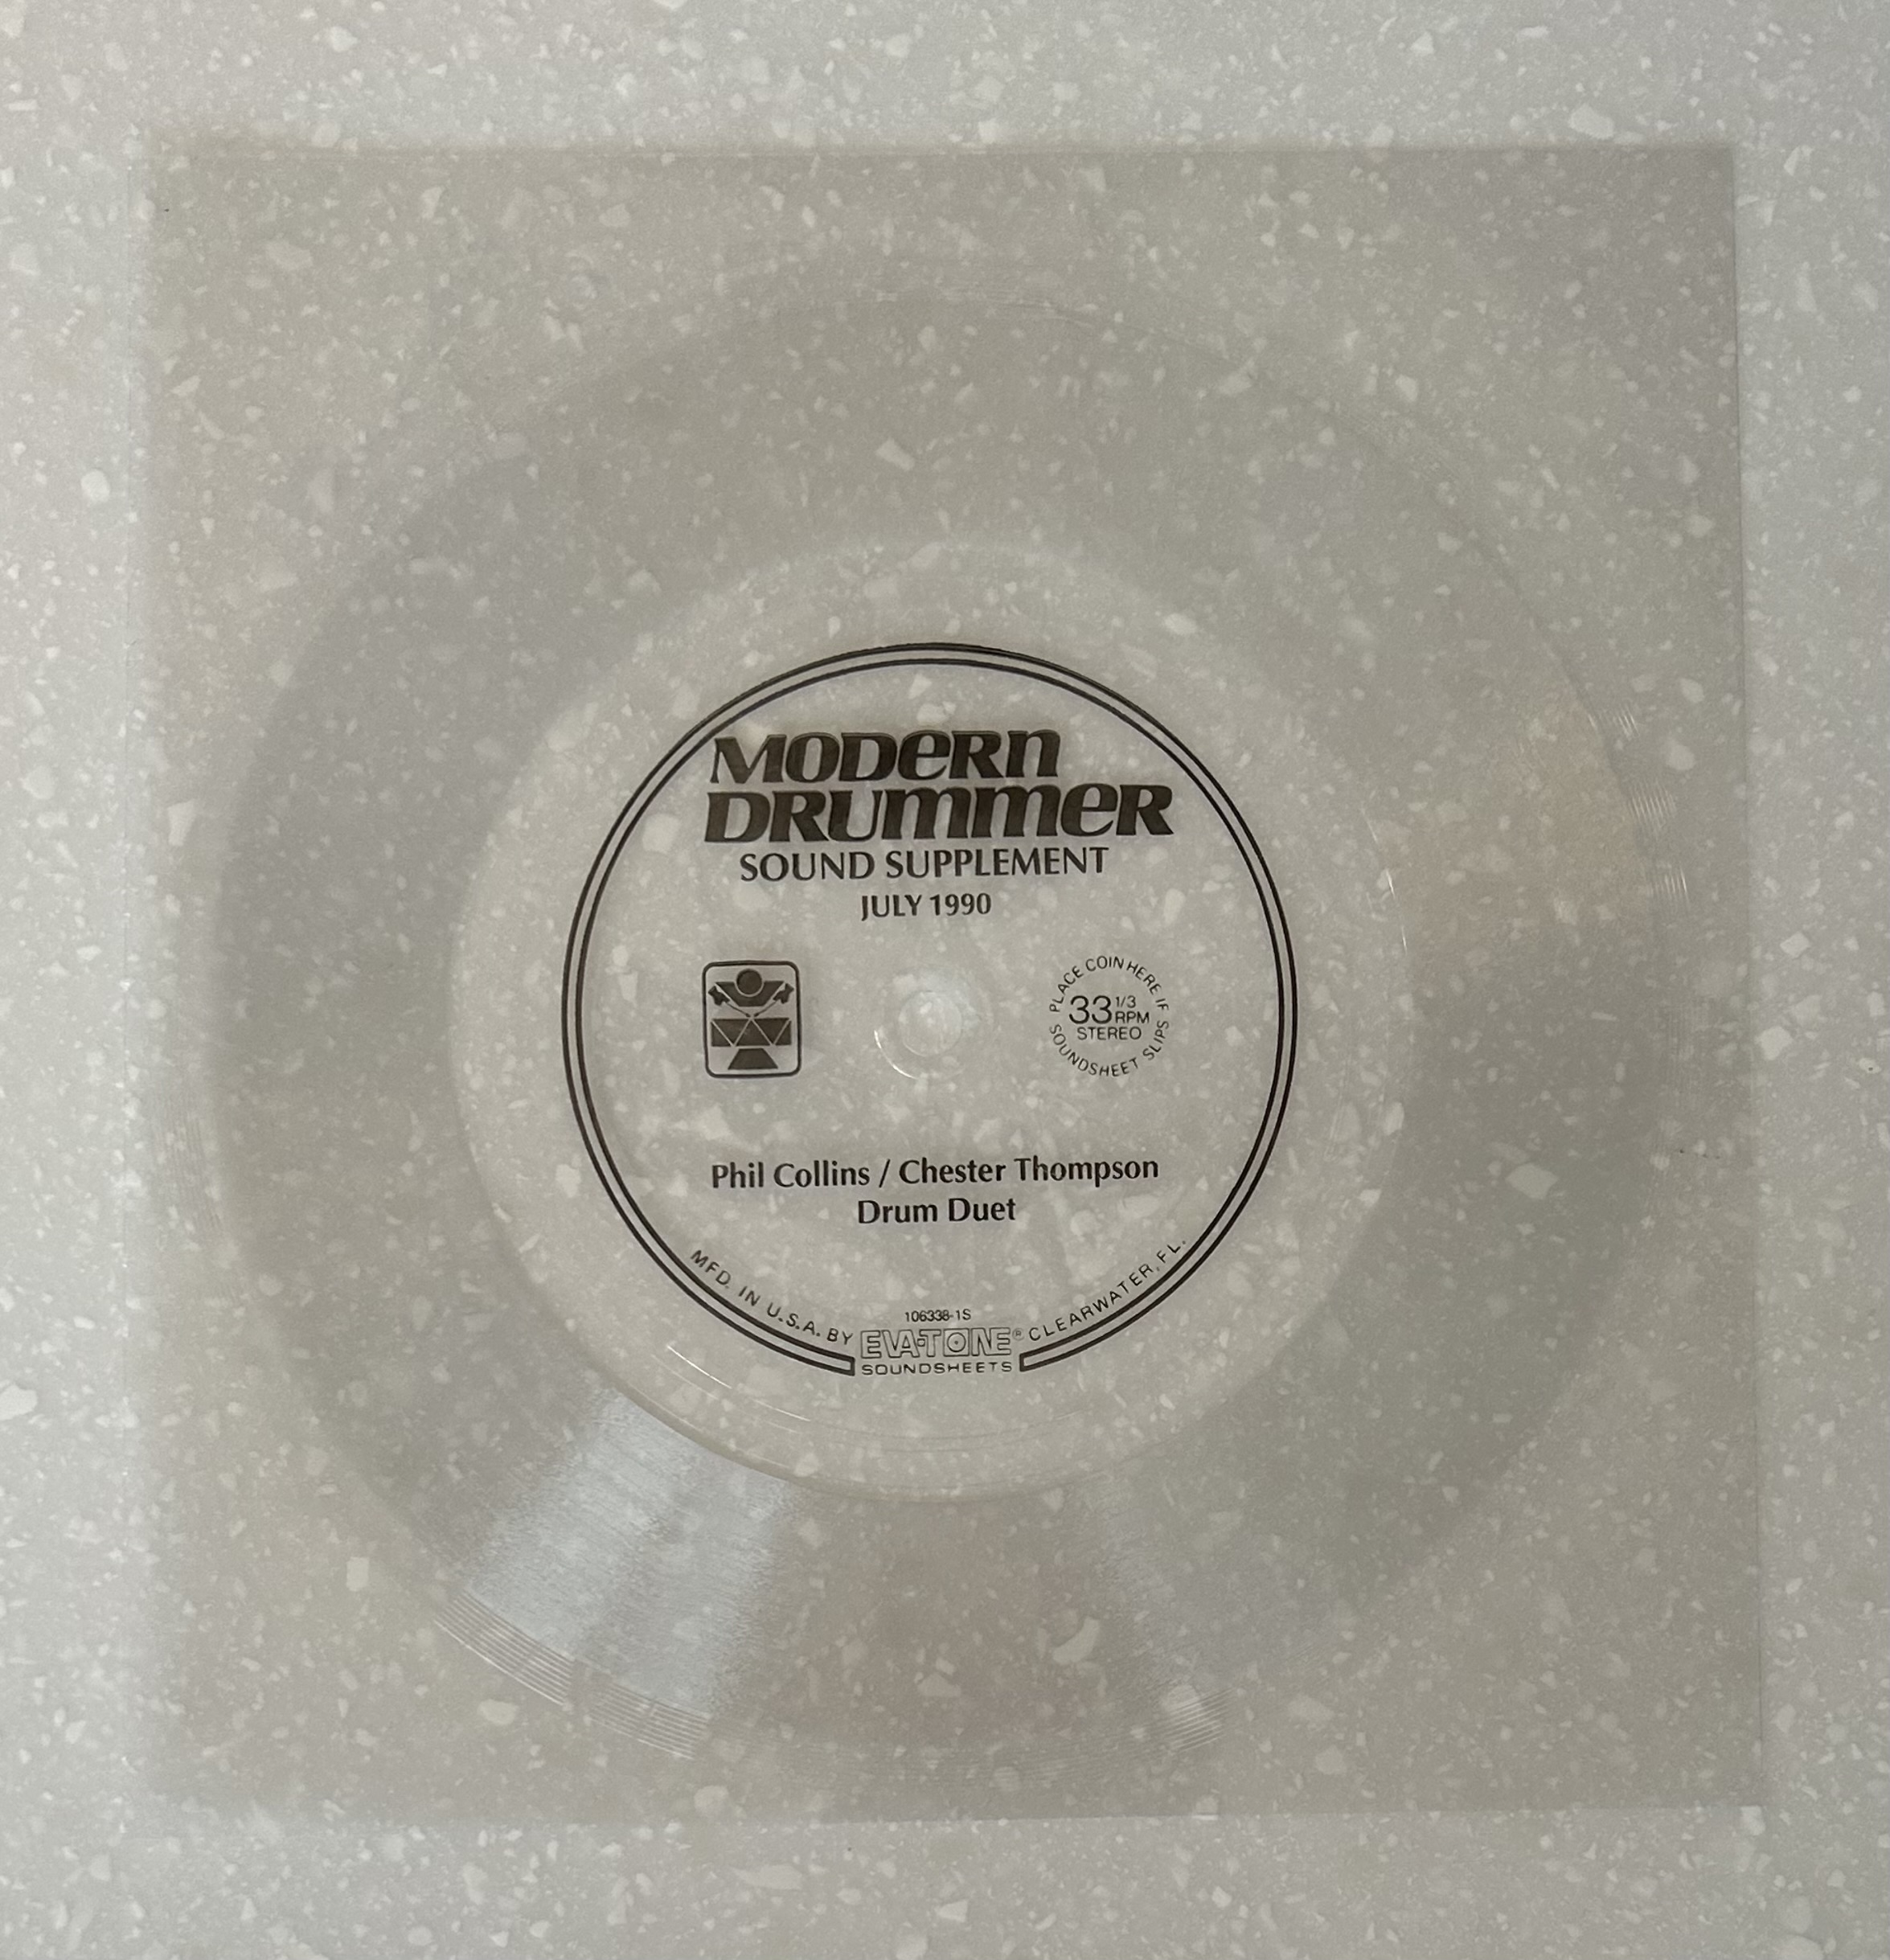 MODERN
DRUMMER
SOUND SUPPLEMENT
JULY 1990
PLACE COIN HERE IF
33 1/3
RPM
STEREO
SOUNDSHEET SLIPS
Phil Collins / Chester Thompson
Drum Duet
MFD. IN U.S.A. BY
106338-1S
EVA-TONE®
SOUNDSHEETS
CLEARWATER, FL.